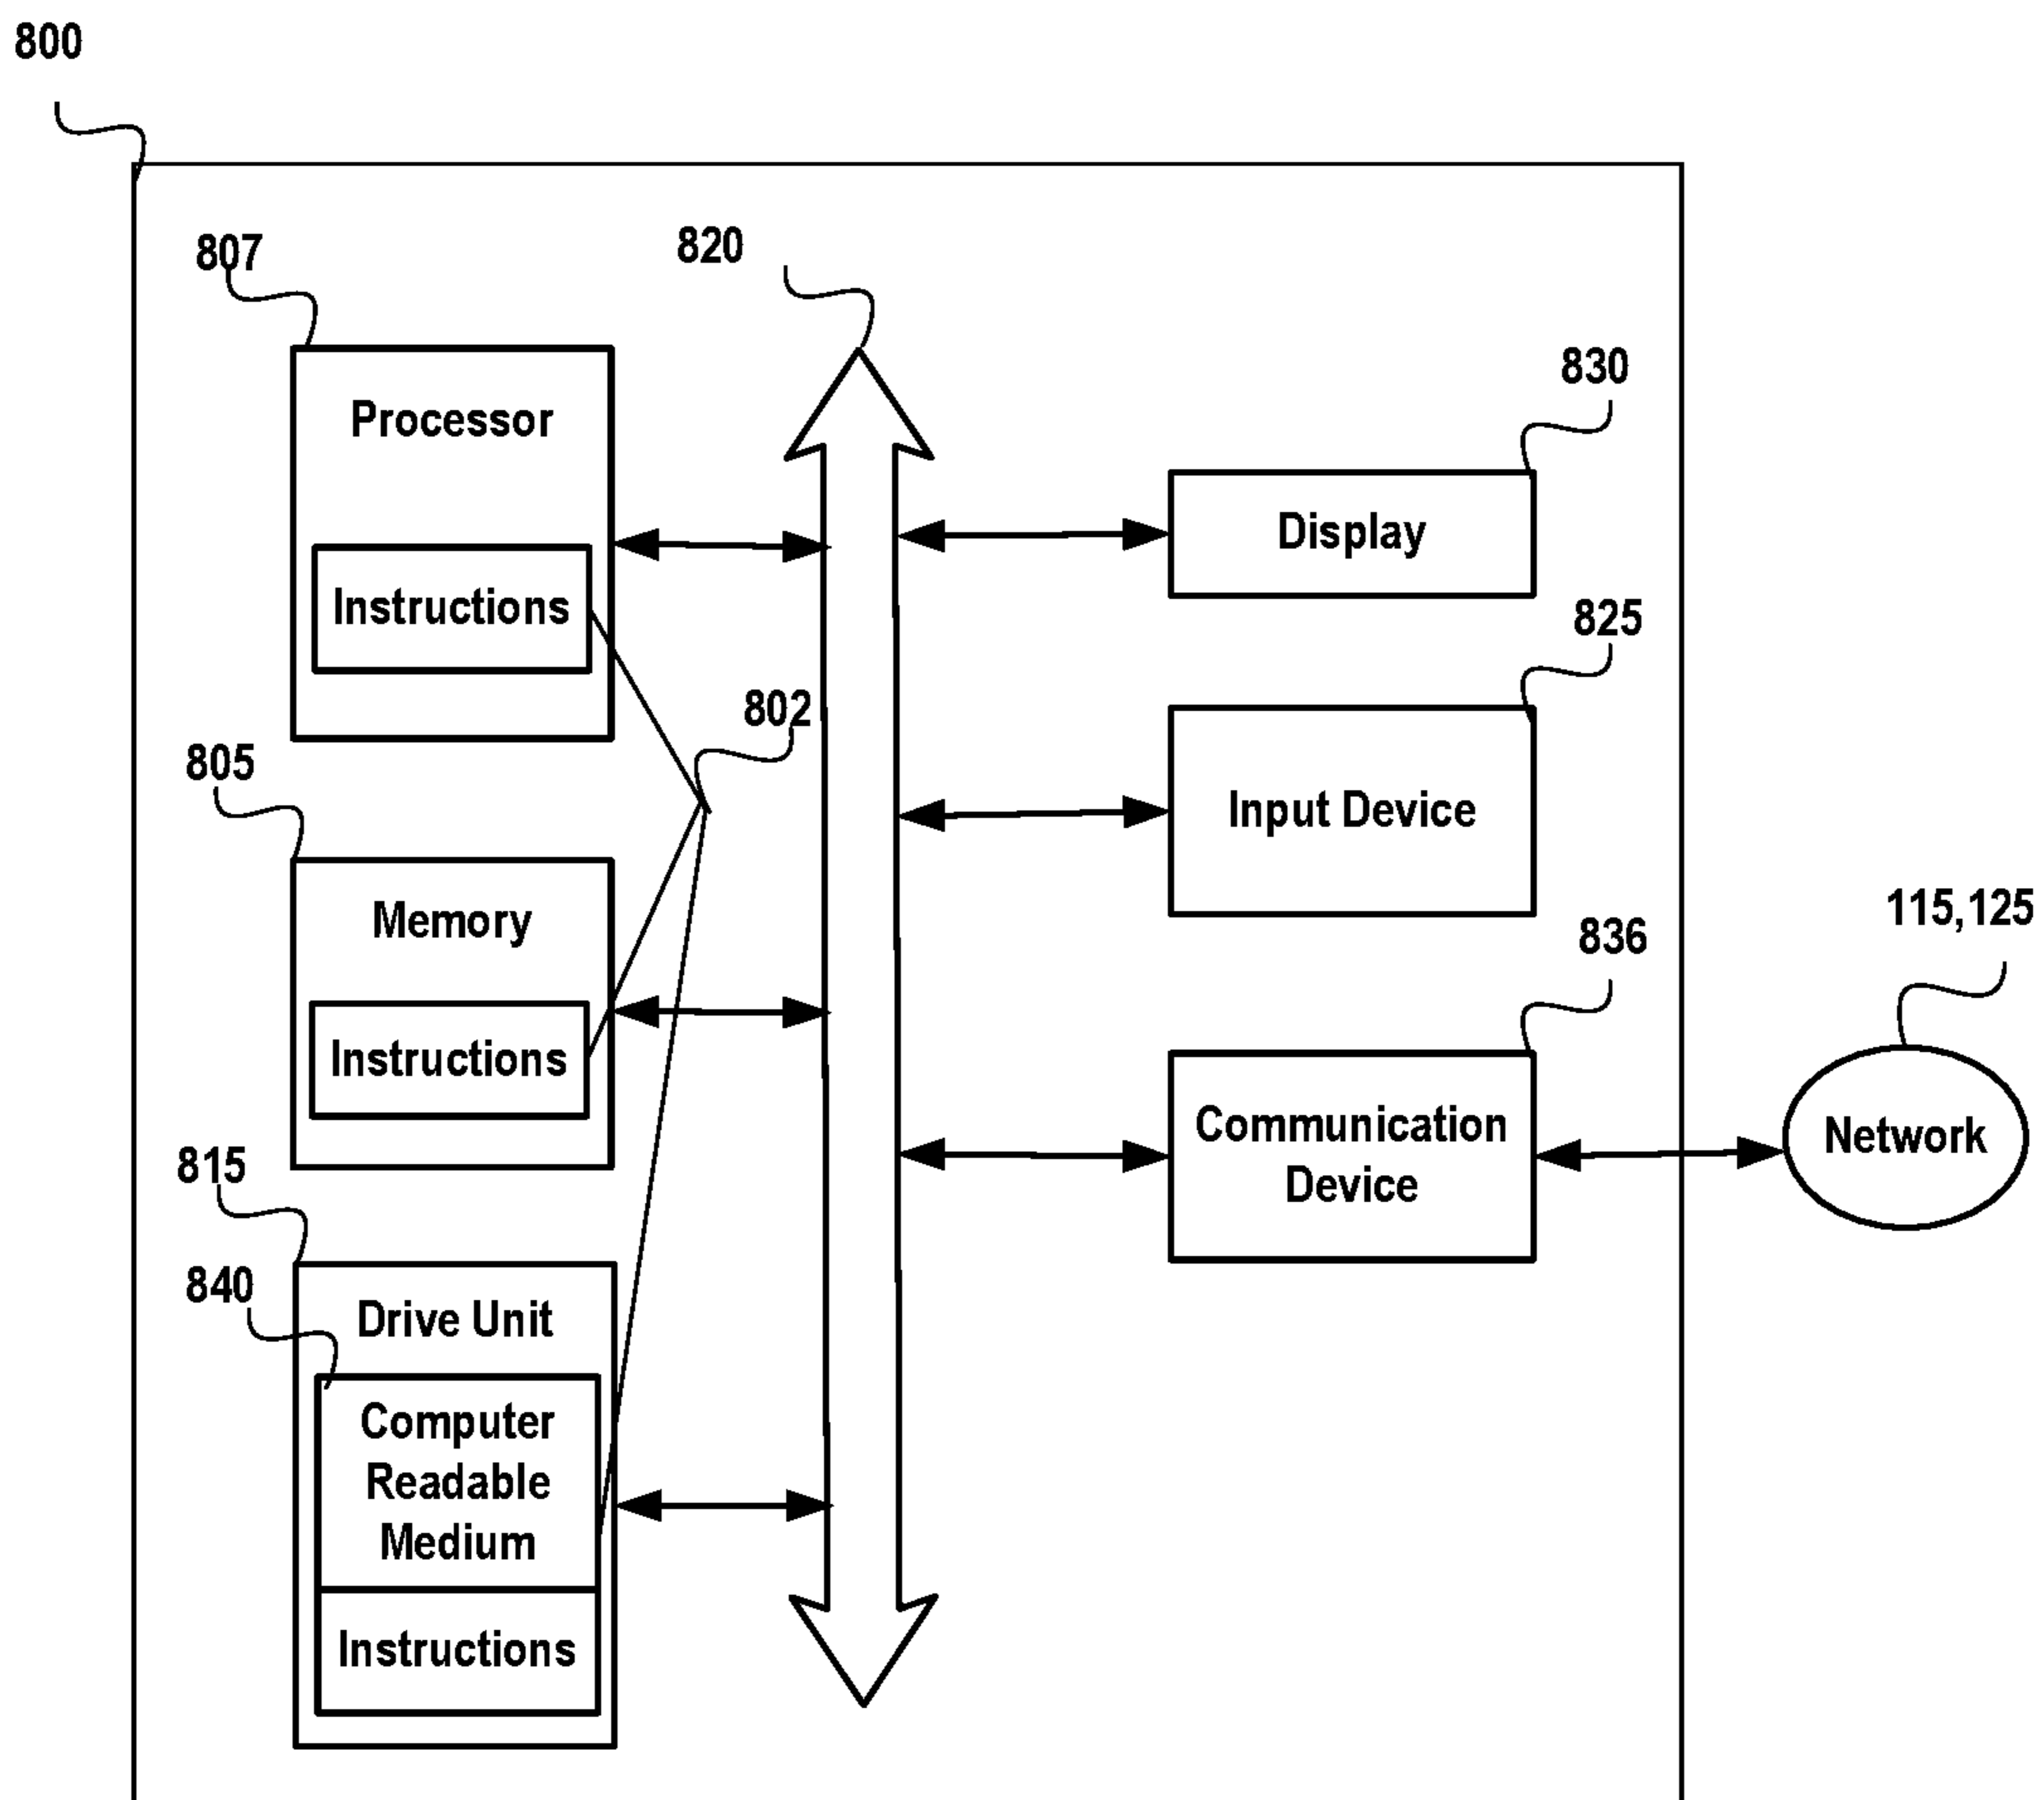 800
807
820
830
Processor
Display
Instructions
825
802
805
Input Device
Memory
115,125
836
Instructions
Communication
Device
Network
815
840
Drive Unit
Computer
Readable
Medium
Instructions